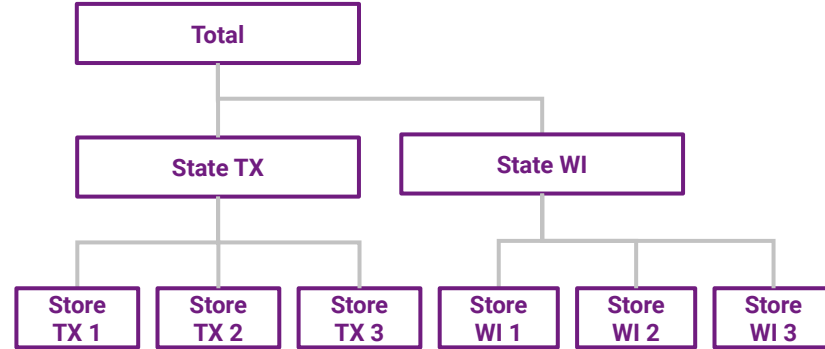 Total
State TX
State WI
Store
TX 1
Store
TX 2
Store
TX 3
Store
WI 1
Store
WI 2
Store
WI 3